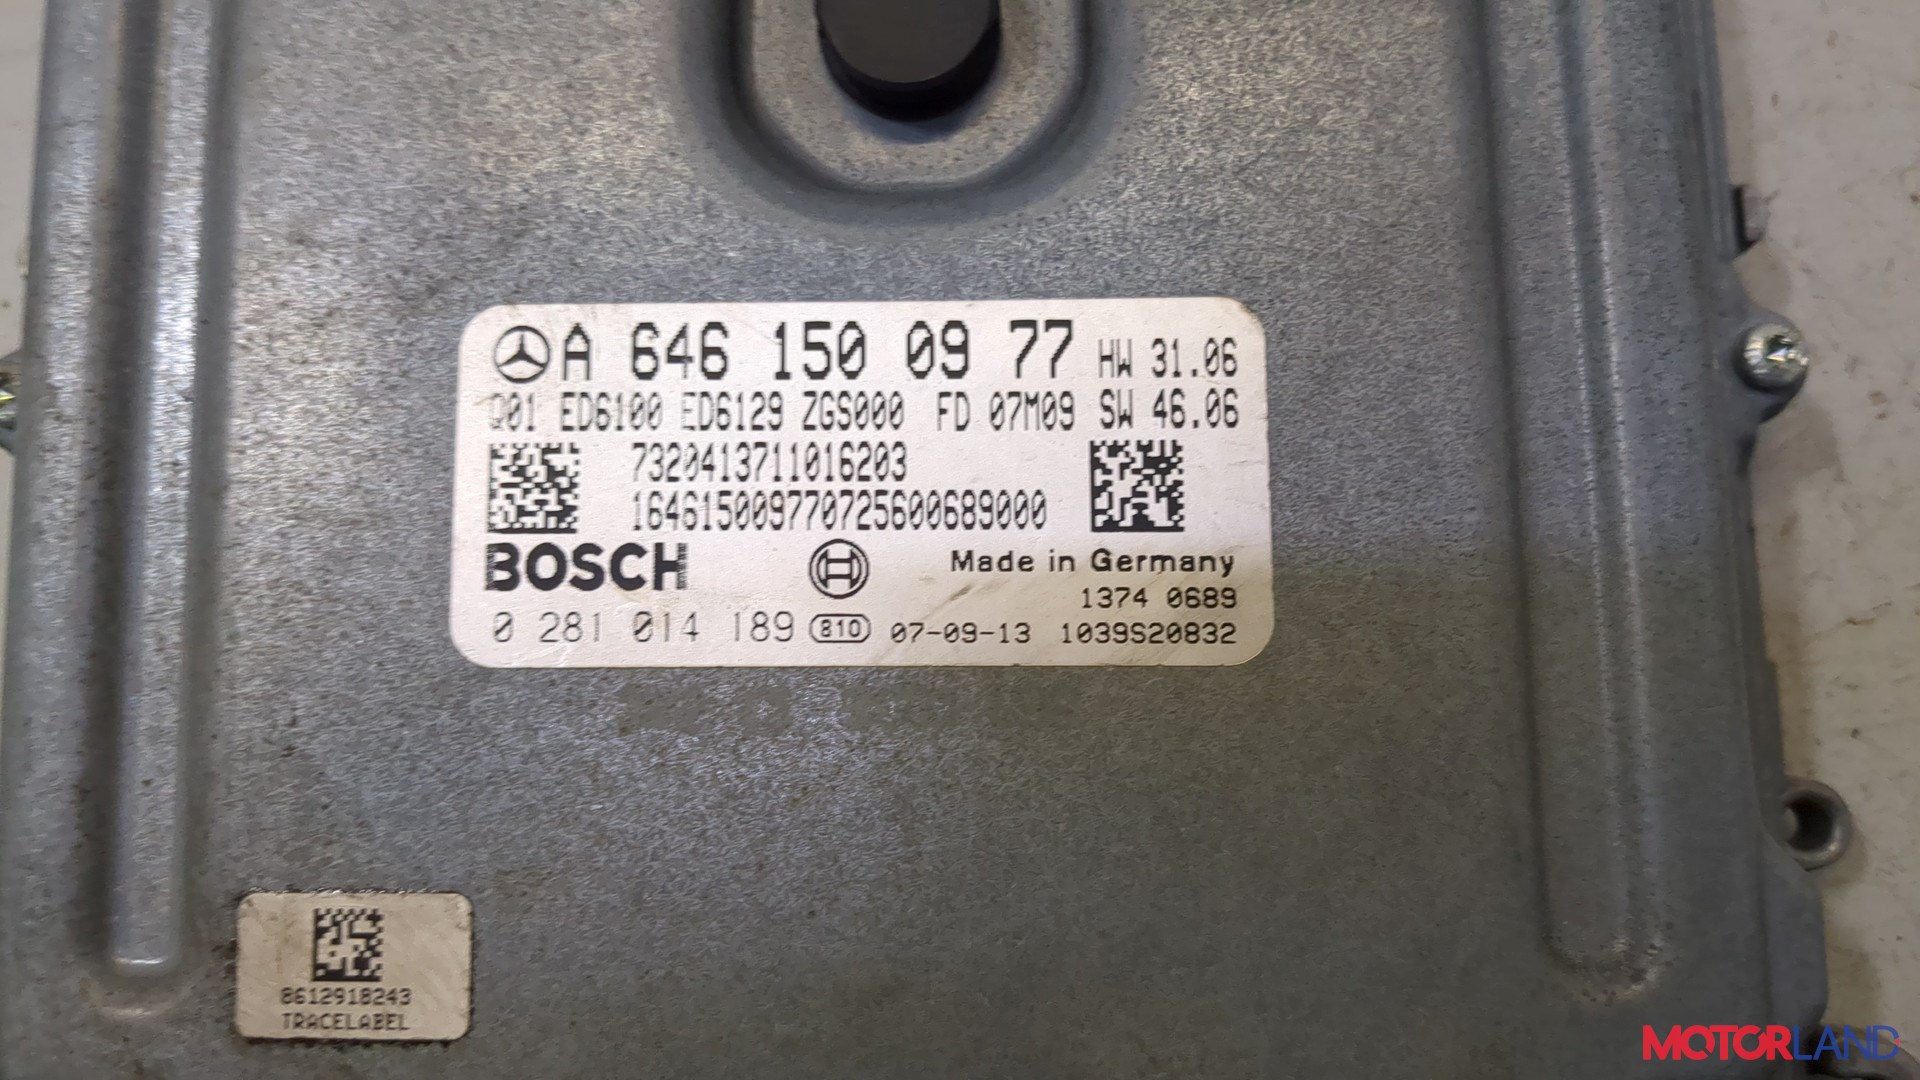 A 646 150 09 77 HW 31.06
Q01 ED6100 ED6129 ZGS000 FD 07M09 SW 46.06
7320413711016203
164615009770725600689000
BOSCH Made in Germany
1374 0689
0 281 014 189 810 07-09-13 1039S20832
8612918243
TRACELABEL
MOTORLAND